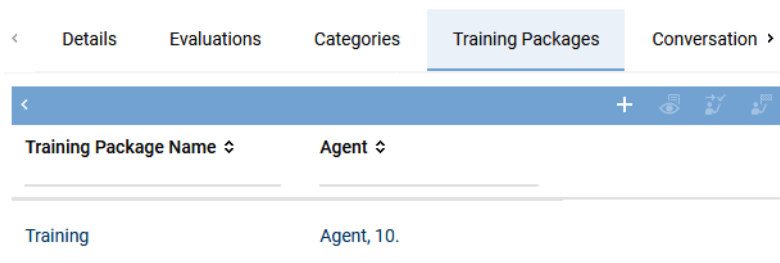 Details Evaluations Categories Training Packages Conversation
Training Package Name Agent
Training Agent, 10.